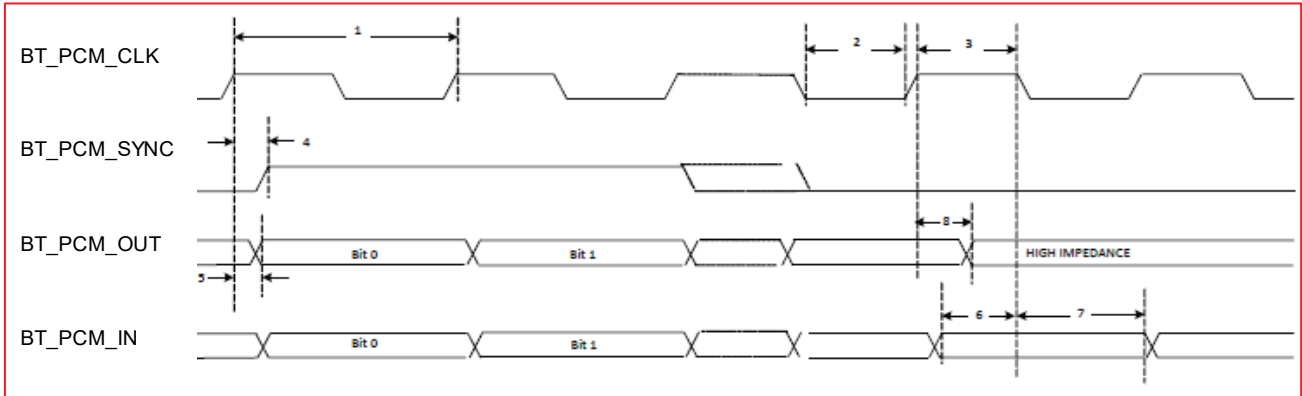 1
2
3
BT_PCM_CLK
BT_PCM_SYNC
4
8
BT_PCM_OUT
Bit 0
Bit 1
HIGH IMPEDANCE
5
6
7
BT_PCM_IN
Bit 0
Bit 1